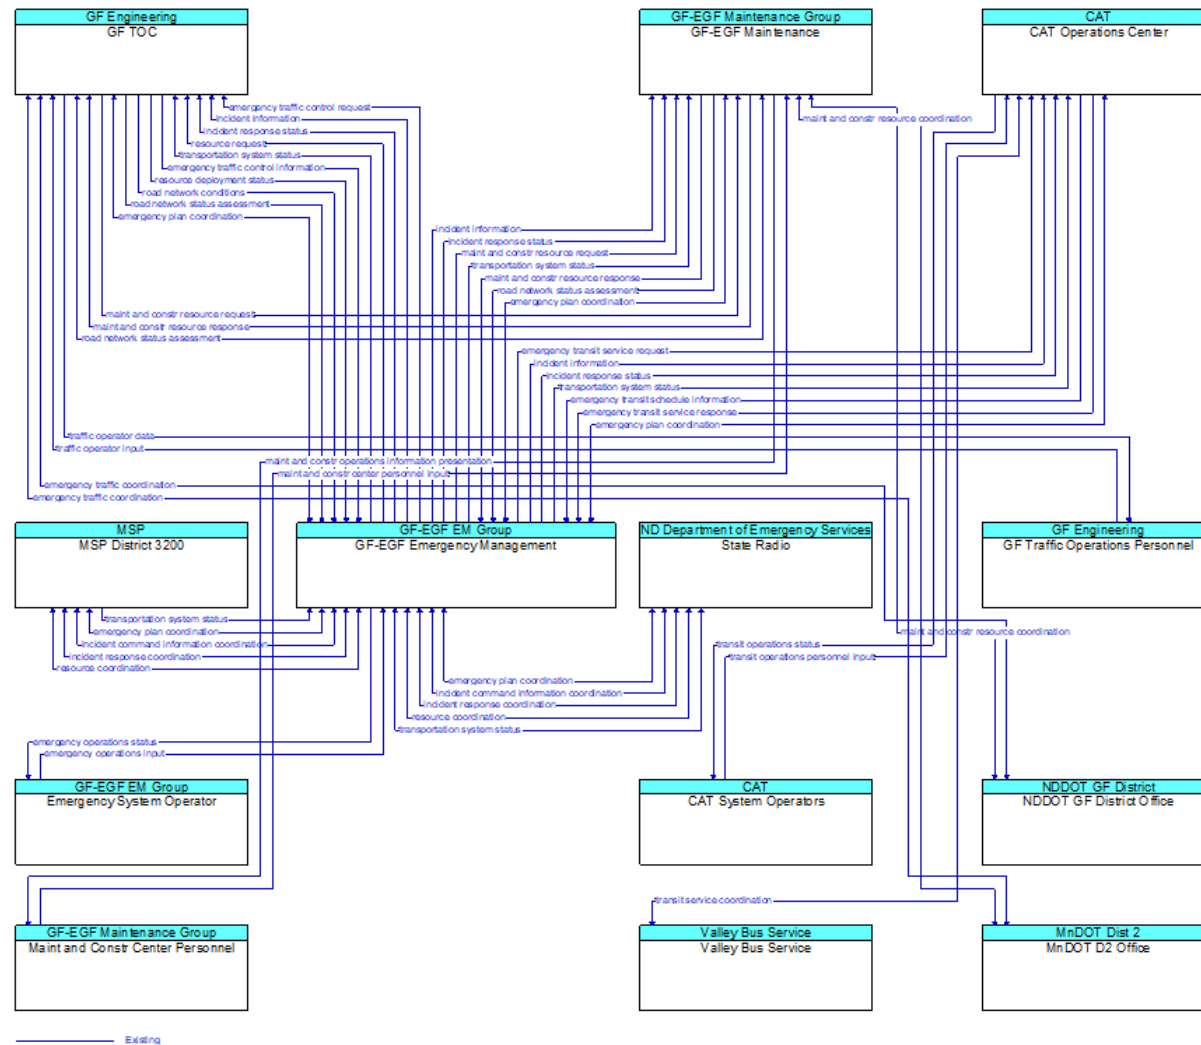 GF Engineering
GF TOC
GF-EGF Maintenance Group
GF-EGF Maintenance
CAT
CAT Operations Center
emergency traffic control request
incident information
incident response status
resource request
transportation system status
emergency traffic control information
resource deployment status
road network conditions
road network status assessment
emergency plan coordination
maint and constr resource coordination
incident information
incident response status
maint and constr resource request
transportation system status
maint and constr resource response
road network status assessment
emergency plan coordination
maint and constr resource request
maint and constr resource response
road network status assessment
emergency transit service request
incident information
incident response status
transportation system status
emergency transit schedule information
emergency transit service response
emergency plan coordination
traffic operator data
traffic operator input
maint and constr operations information presentation
maint and constr center personnel input
emergency traffic coordination
emergency traffic coordination
MSP
MSP District 3200
GF-EGF EM Group
GF-EGF Emergency Management
ND Department of Emergency Services
State Radio
GF Engineering
GF Traffic Operations Personnel
transportation system status
emergency plan coordination
incident command information coordination
incident response coordination
resource coordination
maint and constr resource coordination
transit operations status
transit operations personnel input
emergency plan coordination
incident command information coordination
incident response coordination
resource coordination
transportation system status
emergency operations status
emergency operations input
GF-EGF EM Group
Emergency System Operator
CAT
CAT System Operators
NDDOT GF District
NDDOT GF District Office
transit service coordination
GF-EGF Maintenance Group
Maint and Constr Center Personnel
Valley Bus Service
Valley Bus Service
MnDOT Dist 2
MnDOT D2 Office
Existing